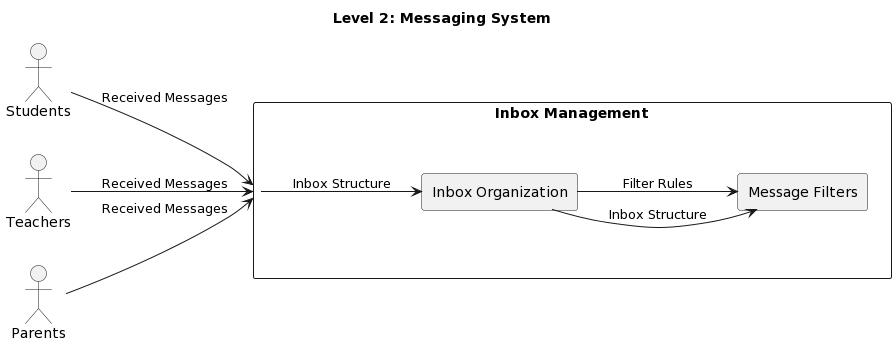 Level 2: Messaging System
Students
Received Messages
Inbox Management
Teachers
Received Messages
Received Messages
Inbox Structure
Inbox Organization
Filter Rules
Inbox Structure
Message Filters
Parents